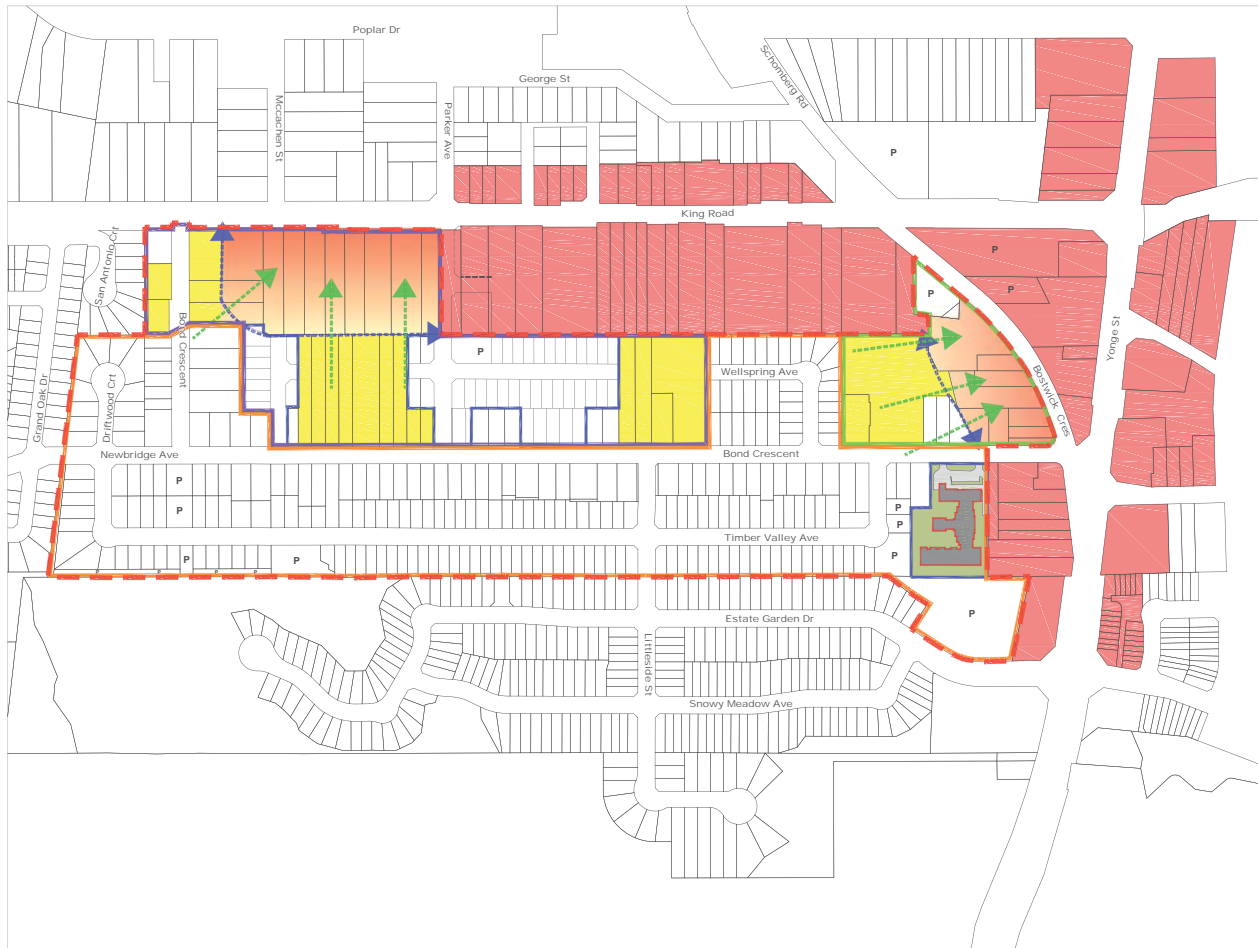 Poplar Dr
George St
Schomberg Rd
Mccachen St
Parker Ave
P
King Road
San Antonio Crt
P
P
P
Bond Crescent
Yonge St
P
Wellspring Ave
Bostwick Cres
Grand Oak Dr
Driftwood Crt
Newbridge Ave
Bond Crescent
P
P
P
P
Timber Valley Ave
P
P
P
P
P
P
P
P
Estate Garden Dr
Littleside St
Snowy Meadow Ave